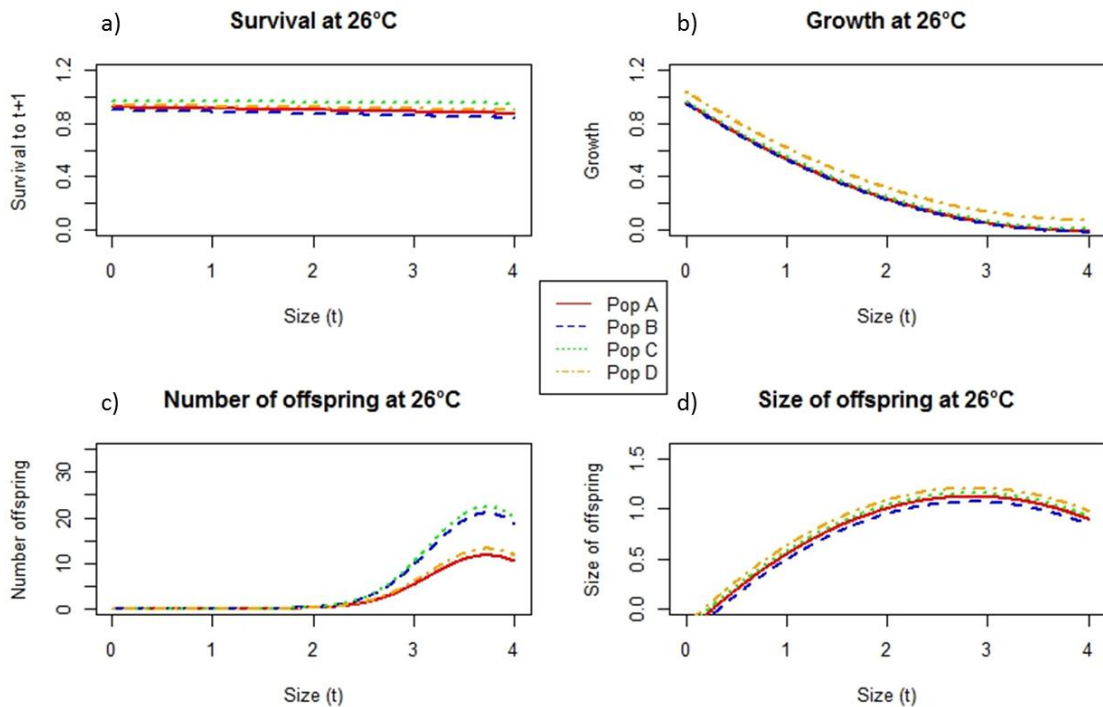 a) Survival at 26°C
b) Growth at 26°C
Survival to t+1
0.0 0.4 0.8 1.2
0 1 2 3 4
Size (t)
Growth
0.0 0.4 0.8 1.2
0 1 2 3 4
Size (t)
Pop A
Pop B
Pop C
Pop D
c) Number of offspring at 26°C
d) Size of offspring at 26°C
Number offspring
0 10 20 30
0 1 2 3 4
Size (t)
Size of offspring
0.0 0.5 1.0 1.5
0 1 2 3 4
Size (t)